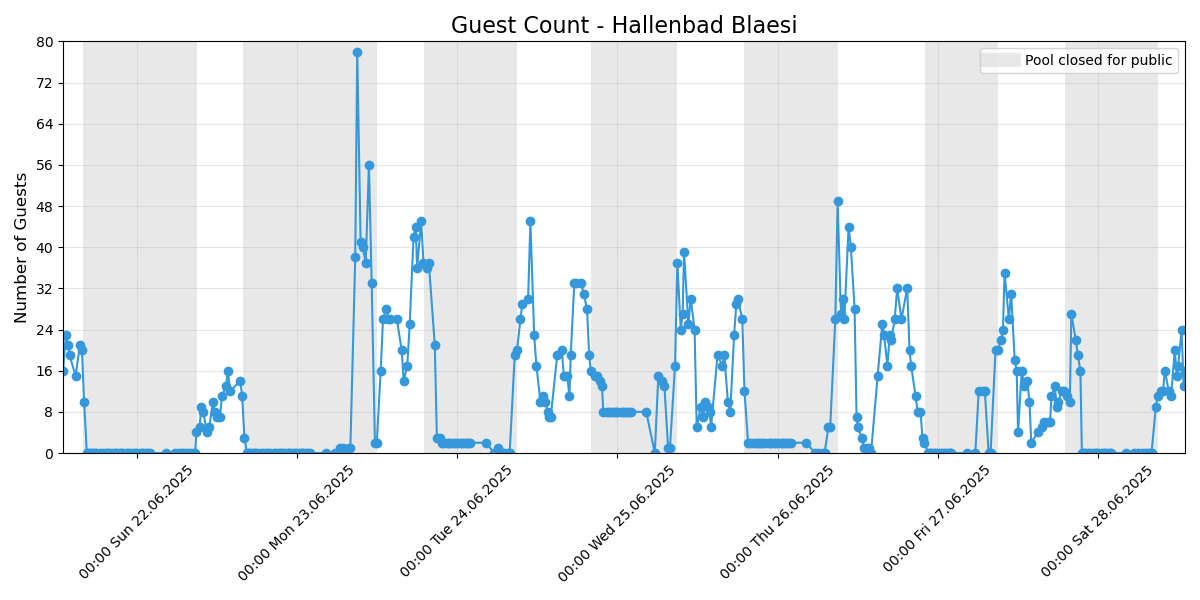 Guest Count - Hallenbad Blaesi
Pool closed for public
Number of Guests
80
72
64
56
48
40
32
24
16
8
0
00:00 Sun 22.06.2025
00:00 Mon 23.06.2025
00:00 Tue 24.06.2025
00:00 Wed 25.06.2025
00:00 Thu 26.06.2025
00:00 Fri 27.06.2025
00:00 Sat 28.06.2025